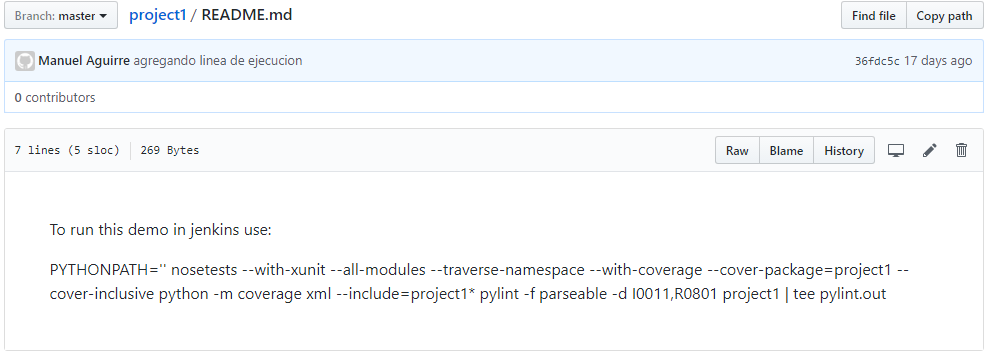 Branch: master project1 / README.md Find file Copy path
Manuel Aguirre agregando linea de ejecucion 36fdc5c 17 days ago
0 contributors
7 lines (5 sloc) 269 Bytes Raw Blame History
To run this demo in jenkins use:
PYTHONPATH='' nosetests --with-xunit --all-modules --traverse-namespace --with-coverage --cover-package=project1 --
cover-inclusive python -m coverage xml --include=project1* pylint -f parseable -d I0011,R0801 project1 | tee pylint.out